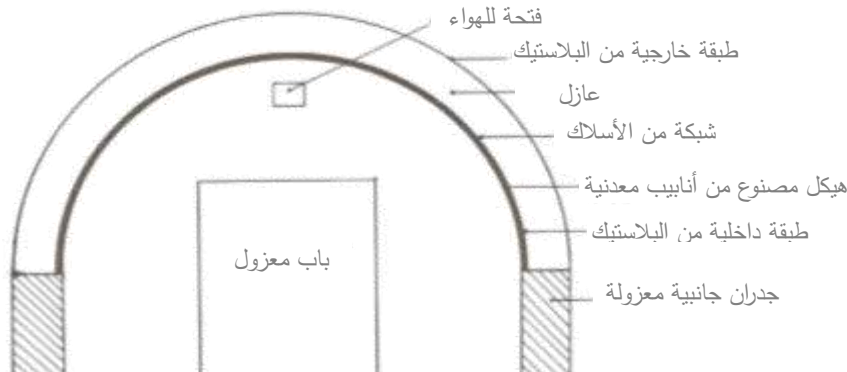 فتحة للهواء
طبقة خارجية من البلاستيك
عازل
شبكة من الأسلاك
هيكل مصنوع من أنابيب معدنية
طبقة داخلية من البلاستيك
باب معزول
جدران جانبية معزولة